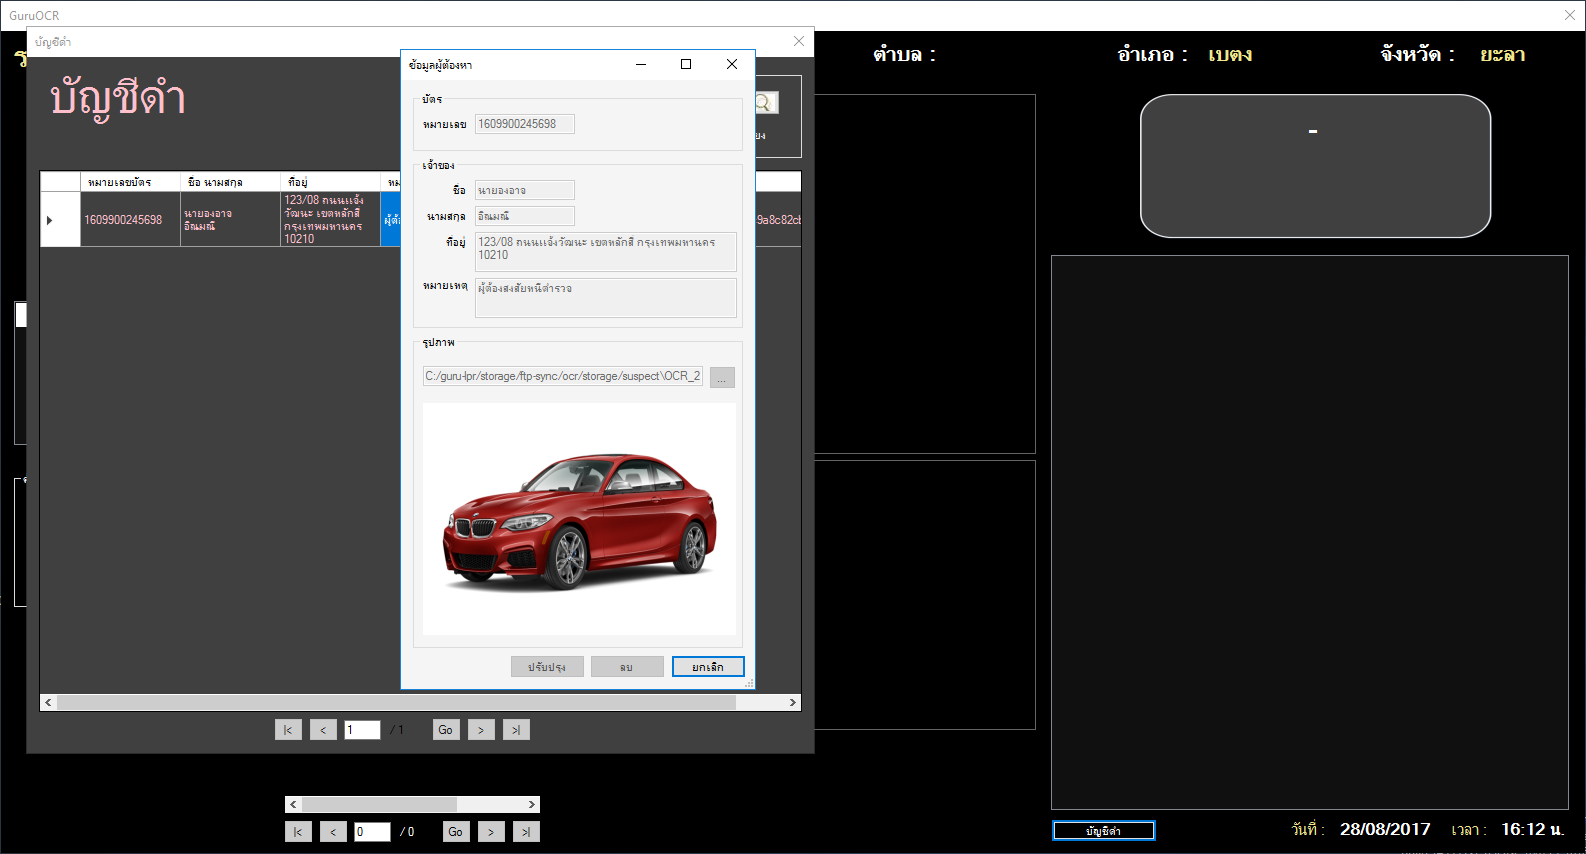 GuruOCR
บัญชีดำ
ข้อมูลผู้ต้องหา
ตำบล :
อำเภอ : เบตง
จังหวัด : ยะลา
บัญชีดำ
-
หมายเลขบัตร ชื่อ นามสกุล ที่อยู่
1609900245698
นายองอาจ
อิณมณี
123/08 ถนนแจ้ง
วัฒนะ เขตหลักสี่
กรุงเทพมหานคร
10210
9a8c82cb
บัตร
หมายเลข 1609900245698
เจ้าของ
ชื่อ นายองอาจ
นามสกุล อิณมณี
ที่อยู่ 123/08 ถนนแจ้งวัฒนะ เขตหลักสี่ กรุงเทพมหานคร
10210
หมายเหตุ ผู้ต้องสงสัยหนีตำรวจ
รูปภาพ
C:/guru-lpr/storage/ftp-sync/ocr/storage/suspect\OCR_2
...
ปรับปรุง ลบ ยกเลิก
|< < 1 / 1 Go > >|
|< < 0 / 0 Go > >|
บัญชีดำ
วันที่ : 28/08/2017 เวลา : 16:12 น.